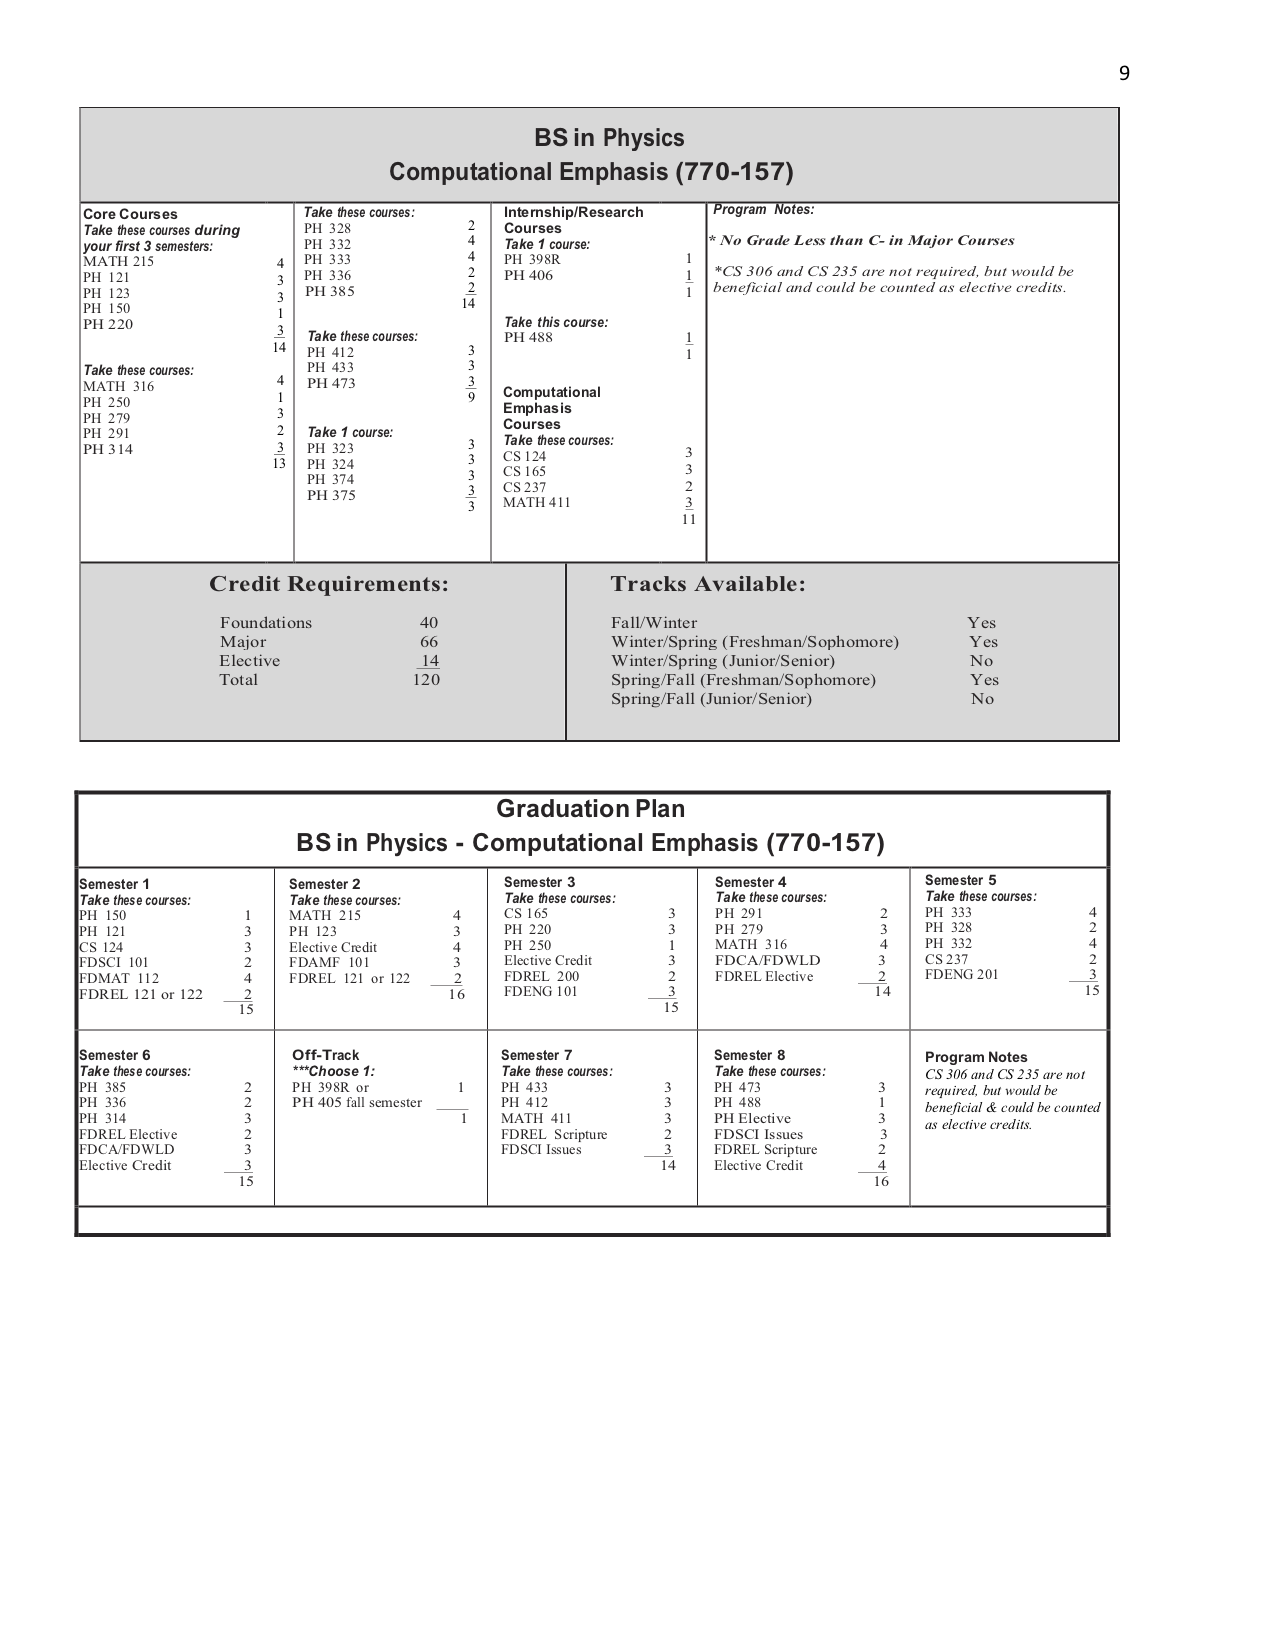 9
BS in Physics
Computational Emphasis (770-157)
Core Courses
Take these courses during
your first 3 semesters:
MATH 215 4
PH 121 3
PH 123 3
PH 150 1
PH 220 3
14
Take these courses:
MATH 316 4
PH 250 1
PH 279 3
PH 291 2
PH 314 3
13
Take these courses:
PH 328 2
PH 332 4
PH 333 4
PH 336 2
PH 385 2
14
Take these courses:
PH 412 3
PH 433 3
PH 473 3
9
Take 1 course:
PH 323 3
PH 324 3
PH 374 3
PH 375 3
3
Internship/Research
Courses
Take 1 course:
PH 398R 1
PH 406 1
1
Take this course:
PH 488 1
1
Computational
Emphasis
Courses
Take these courses:
CS 124 3
CS 165 3
CS 237 2
MATH 411 3
11
Program Notes:
* No Grade Less than C- in Major Courses
*CS 306 and CS 235 are not required, but would be
beneficial and could be counted as elective credits.
Credit Requirements:
Foundations 40
Major 66
Elective 14
Total 120
Tracks Available:
Fall/Winter Yes
Winter/Spring (Freshman/Sophomore) Yes
Winter/Spring (Junior/Senior) No
Spring/Fall (Freshman/Sophomore) Yes
Spring/Fall (Junior/Senior) No
Graduation Plan
BS in Physics - Computational Emphasis (770-157)
Semester 1
Take these courses:
PH 150 1
PH 121 3
CS 124 3
FDSCI 101 2
FDMAT 112 4
FDREL 121 or 122 2
15
Semester 2
Take these courses:
MATH 215 4
PH 123 3
Elective Credit 4
FDAMF 101 3
FDREL 121 or 122 2
16
Semester 3
Take these courses:
CS 165 3
PH 220 3
PH 250 1
Elective Credit 3
FDREL 200 2
FDENG 101 3
15
Semester 4
Take these courses:
PH 291 2
PH 279 3
MATH 316 4
FDCA/FDWLD 3
FDREL Elective 2
14
Semester 5
Take these courses:
PH 333 4
PH 328 2
PH 332 4
CS 237 2
FDENG 201 3
15
Semester 6
Take these courses:
PH 385 2
PH 336 2
PH 314 3
FDREL Elective 2
FDCA/FDWLD 3
Elective Credit 3
15
Off-Track
***Choose 1:
PH 398R or 1
PH 405 fall semester
1
Semester 7
Take these courses:
PH 433 3
PH 412 3
MATH 411 3
FDREL Scripture 2
FDSCI Issues 3
14
Semester 8
Take these courses:
PH 473 3
PH 488 1
PH Elective 3
FDSCI Issues 3
FDREL Scripture 2
Elective Credit 4
16
Program Notes
CS 306 and CS 235 are not
required, but would be
beneficial & could be counted
as elective credits.